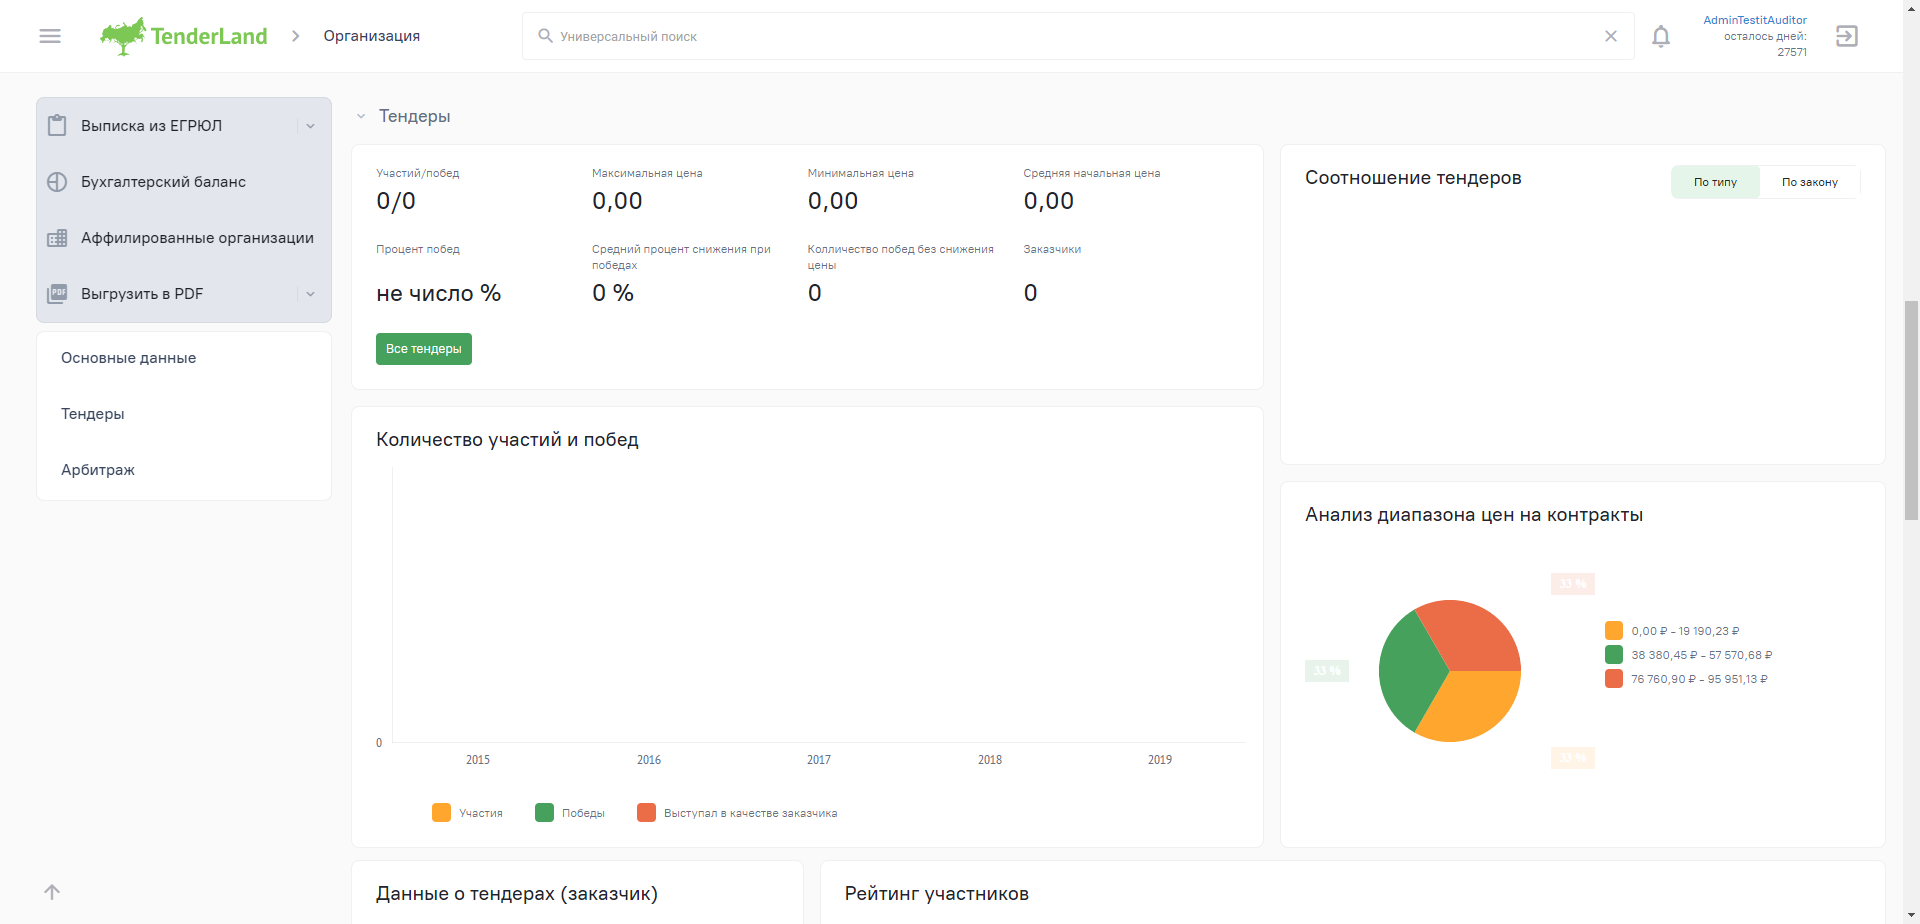 TenderLand
Организация
Универсальный поиск
AdminTestitAuditor
осталось дней:
27571
Выписка из ЕГРЮЛ
Бухгалтерский баланс
Аффилированные организации
PDF
Выгрузить в PDF
Основные данные
Тендеры
Арбитраж
Тендеры
Участий/побед
0/0
Максимальная цена
0,00
Минимальная цена
0,00
Средняя начальная цена
0,00
Процент побед
не число %
Средний процент снижения при
победах
0 %
Колличество побед без снижения
цены
0
Заказчики
0
Все тендеры
Соотношение тендеров
По типу
По закону
Количество участий и побед
0
2015
2016
2017
2018
2019
Участия
Победы
Выступал в качестве заказчика
Анализ диапазона цен на контракты
33 %
33 %
33 %
0,00 ₽ - 19 190,23 ₽
38 380,45 ₽ - 57 570,68 ₽
76 760,90 ₽ - 95 951,13 ₽
Данные о тендерах (заказчик)
Рейтинг участников